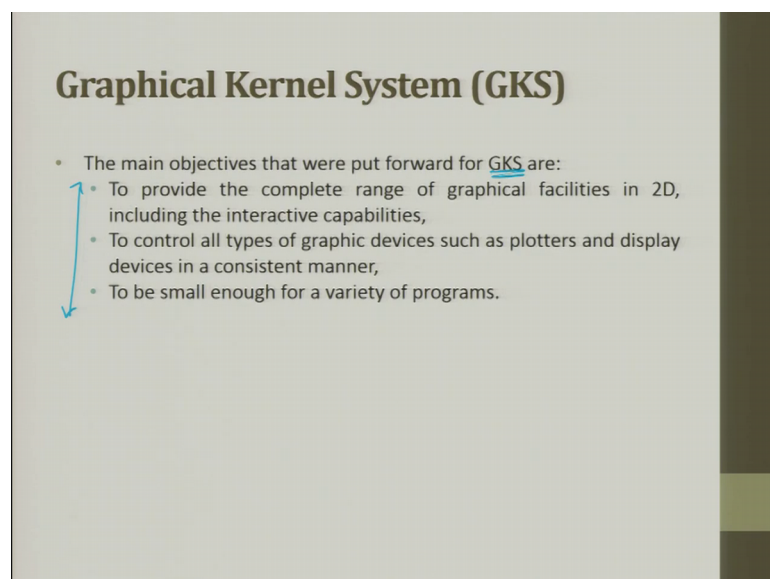 Graphical Kernel System (GKS)
• The main objectives that were put forward for GKS are:
• To provide the complete range of graphical facilities in 2D,
including the interactive capabilities,
• To control all types of graphic devices such as plotters and display
devices in a consistent manner,
• To be small enough for a variety of programs.